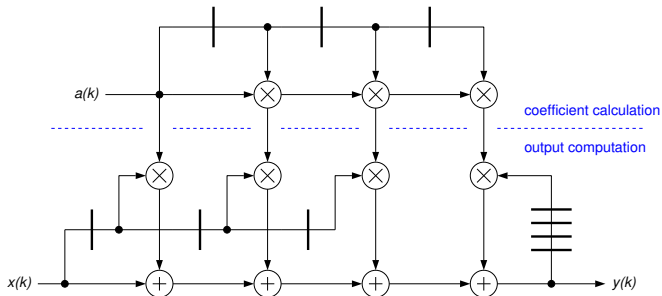 a(k)
coefficient calculation
output computation
x(k)
y(k)